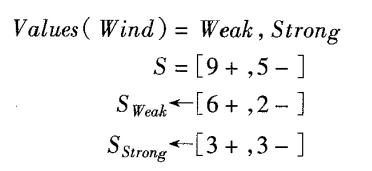 Values( Wind) = Weak, Strong
S = [9 + ,5 - ]
S_Weak ← [6 + ,2 - ]
S_Strong ← [3 + ,3 - ]